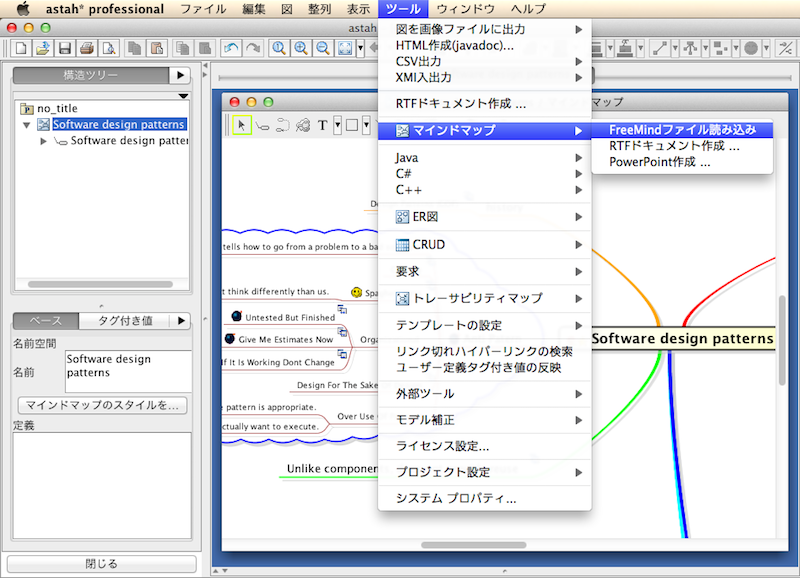 astah* professional ファイル 編集 図 整列 表示 ツール ウィンドウ ヘルプ
astah
構造ツリー
no_title
Software design patterns
Software design patter
ベース タグ付き値
名前空間
名前
Software design
patterns
マインドマップのスタイルを...
定義
閉じる
図を画像ファイルに出力
HTML作成(javadoc)...
CSV出力
XMI入出力
RTFドキュメント作成 ...
マインドマップ
Java
C#
C++
ER図
CRUD
要求
トレーサビリティマップ
テンプレートの設定
リンク切れハイパーリンクの検索
ユーザー定義タグ付き値の反映
外部ツール
モデル補正
ライセンス設定...
プロジェクト設定
システム プロパティ...
FreeMindファイル読み込み
RTFドキュメント作成 ...
PowerPoint作成 ...
マップ
T
tells how to go from a problem to a ba
t think differently than us.
Spa
Untested But Finished
Give Me Estimates Now
Orga
If It Is Working Dont Change
Design For The Sake
e pattern is appropriate.
Over Use
ctually want to execute.
Unlike componen
Software design patterns